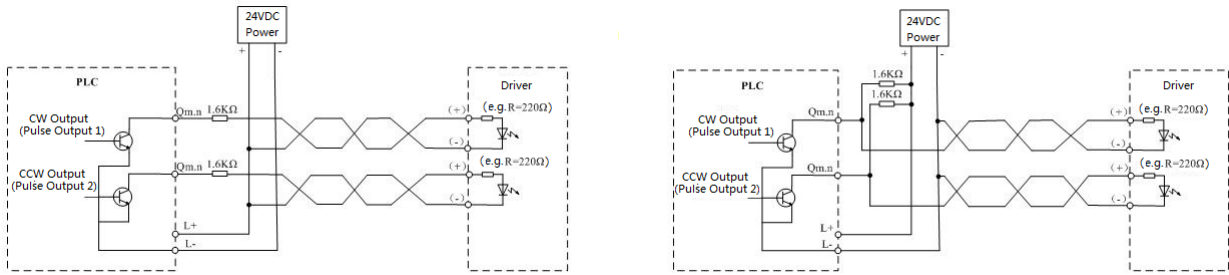 24VDC
Power
+
-
PLC
Driver
CW Output
(Pulse Output 1)
Qm.n
1.6KΩ
(+)
(e.g.R=220Ω)
(-)
CCW Output
(Pulse Output 2)
Qm.n
1.6KΩ
(+)
(e.g.R=220Ω)
(-)
L+
L-
24VDC
Power
+
-
PLC
1.6KΩ
1.6KΩ
Driver
CW Output
(Pulse Output 1)
Qm.n
(+)
(e.g.R=220Ω)
(-)
CCW Output
(Pulse Output 2)
Qm.n
(+)
(e.g.R=220Ω)
(-)
L+
L-